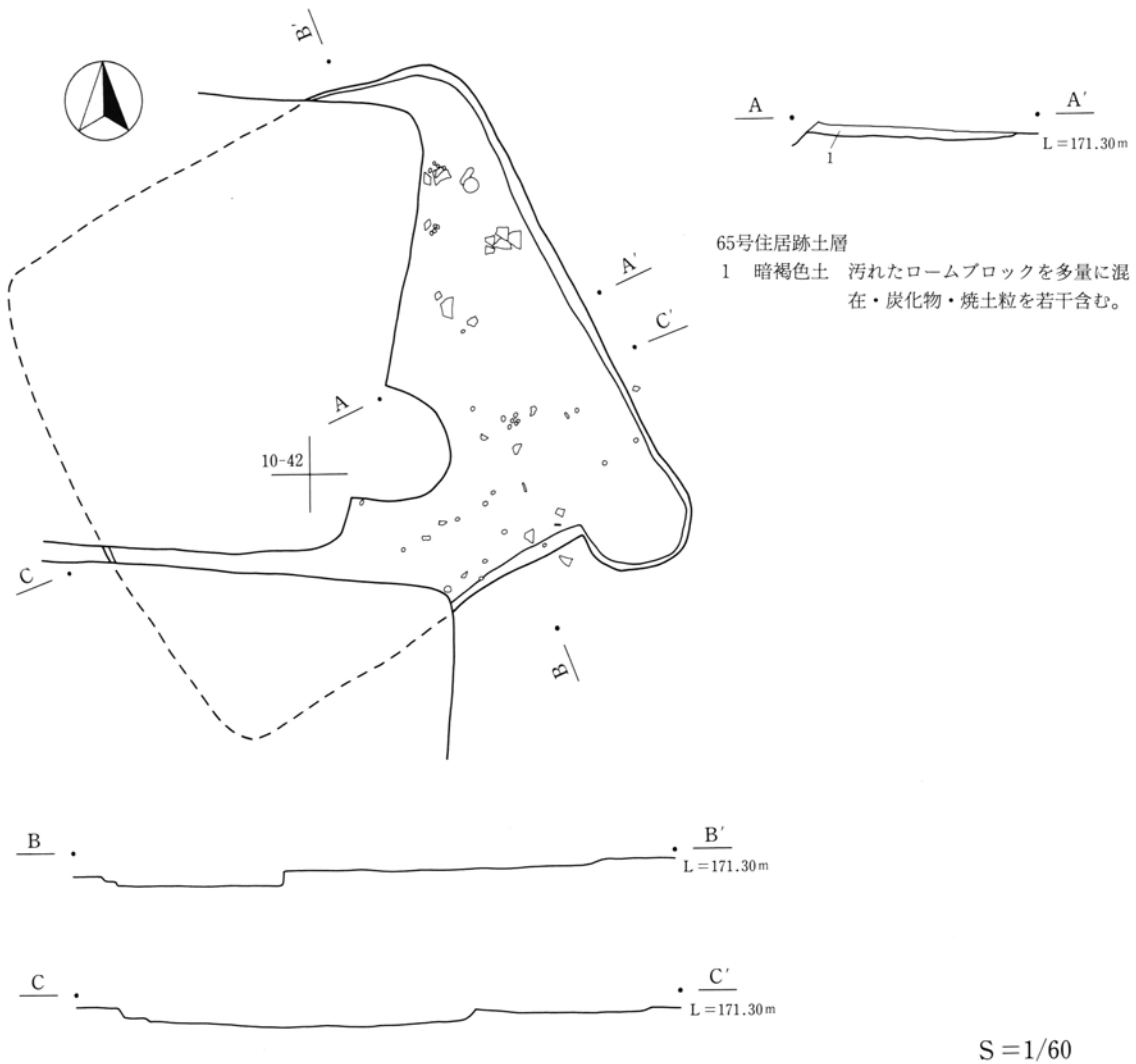 B′
A
A′
L=171.30m
1
65号住居跡土層
1 暗褐色土 汚れたロームブロックを多量に混
在・炭化物・焼土粒を若干含む。
A′
C′
A
10-42
C
B
B
B′
L=171.30m
C
C′
L=171.30m
S=1/60